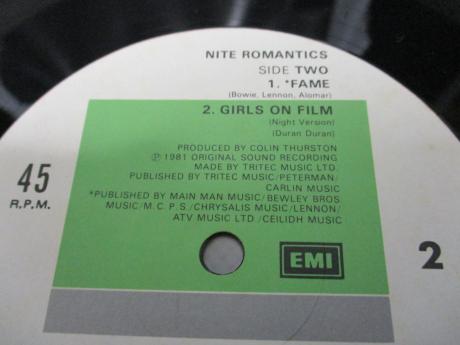 NITE ROMANTICS
SIDE TWO
1. *FAME
(Bowie, Lennon, Alomar)
2. GIRLS ON FILM
(Night Version)
(Duran Duran)
PRODUCED BY COLIN THURSTON
℗ 1981 ORIGINAL SOUND RECORDING
MADE BY TRITEC MUSIC LTD.
PUBLISHED BY TRITEC MUSIC/PETERMAN/
CARLIN MUSIC
*PUBLISHED BY MAIN MAN MUSIC/BEWLEY BROS
MUSIC/M.C.P.S./CHRYSALIS MUSIC/LENNON/
ATV MUSIC LTD/CEILIDH MUSIC
45
R.P.M.
EMI
2